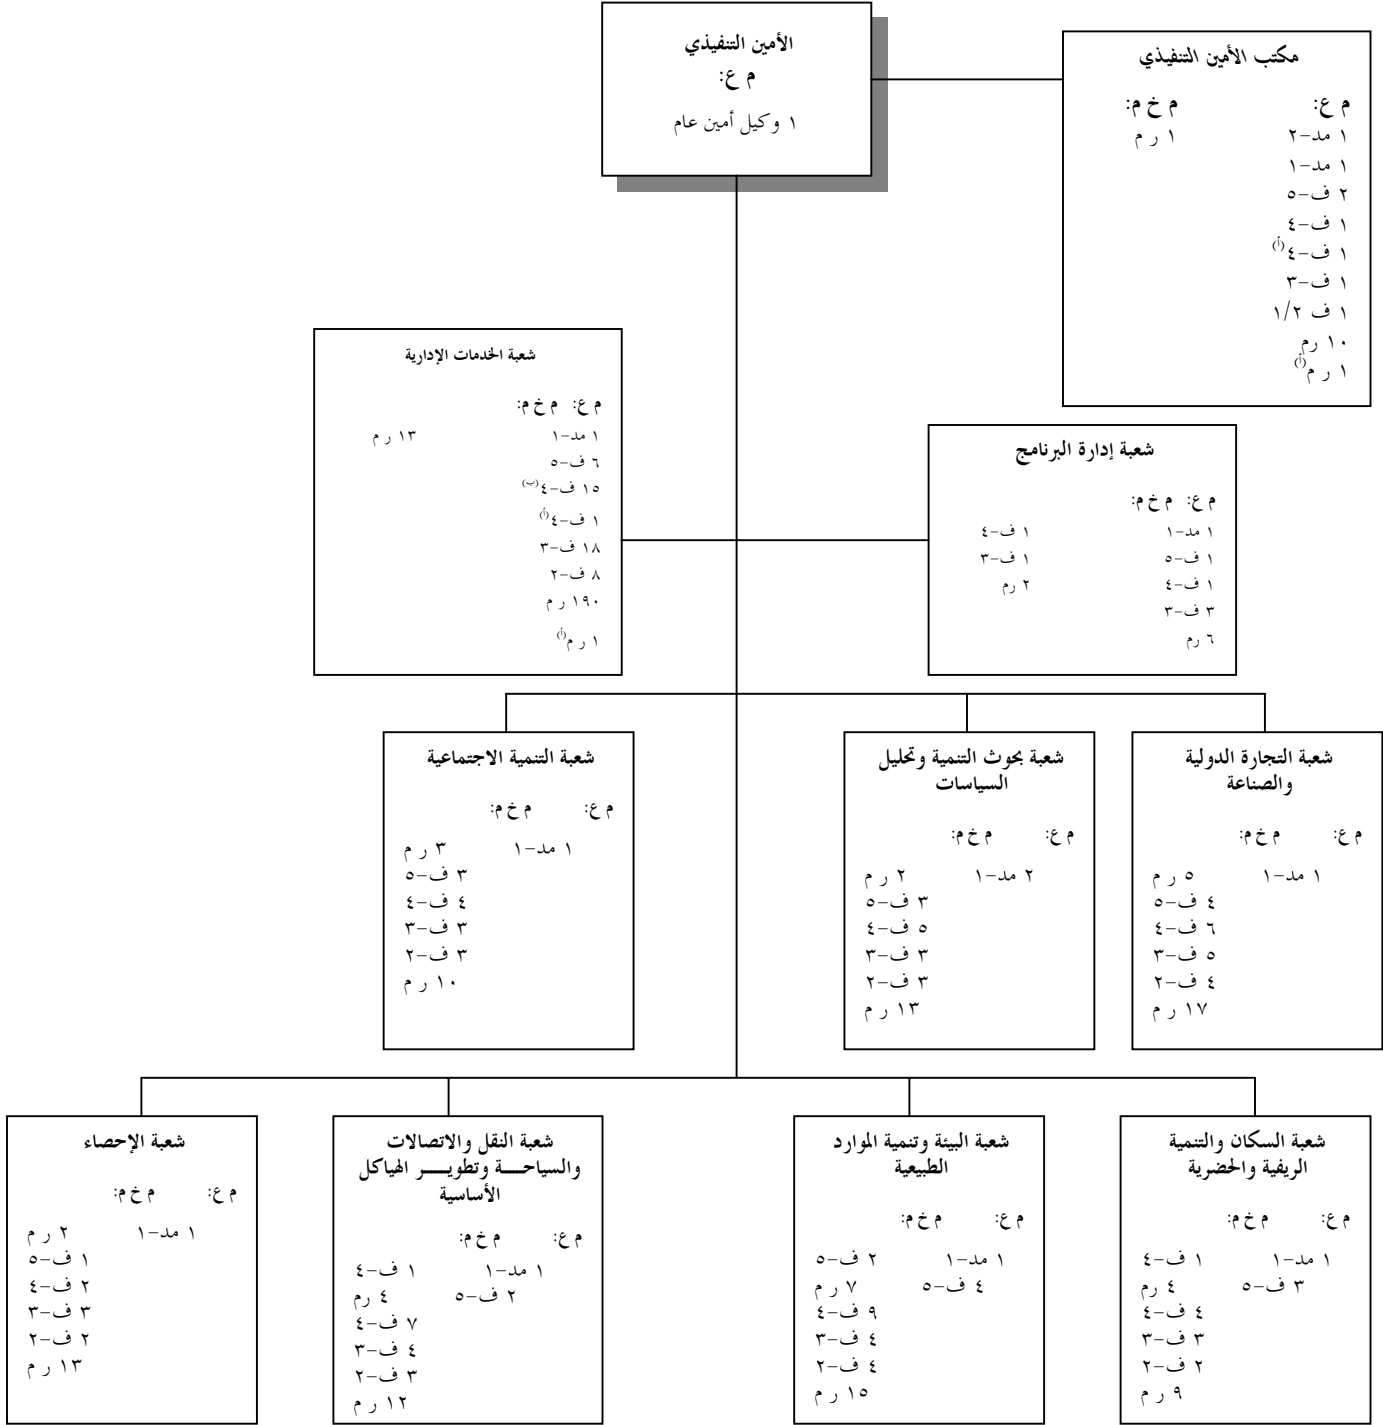 الأمين التنفيذي
م ع:
١ وكيل أمين عام
مكتب الأمين التنفيذي
م ع: م خ م:
١ مد-٢ ١ ر م
١ مد-١
٢ ف-٥
١ ف-٤
١ ف-٤(أ)
١ ف-٣
١ ف ١/٢
١٠ رم
١ ر م(أ)
شعبة الخدمات الإدارية
م ع: م خ م:
١ مد-١ ١٣ ر م
٦ ف-٥
١٥ ف-٤(ب)
١ ف-٤(أ)
١٨ ف-٣
٨ ف-٢
١٩٠ ر م
١ ر م(أ)
شعبة إدارة البرنامج
م ع: م خ م:
١ مد-١ ١ ف-٤
١ ف-٥ ١ ف-٣
١ ف-٤ ٢ رم
٣ ف-٣
٦ رم
شعبة التجارة الدولية
والصناعة
م ع: م خ م:
١ مد-١ ٥ ر م
٤ ف-٥
٦ ف-٤
٥ ف-٣
٤ ف-٢
١٧ ر م
شعبة بحوث التنمية وتحليل
السياسات
م ع: م خ م:
٢ مد-١ ٢ ر م
٣ ف-٥
٥ ف-٤
٣ ف-٣
٣ ف-٢
١٣ ر م
شعبة التنمية الاجتماعية
م ع: م خ م:
١ مد-١ ٣ ر م
٣ ف-٥
٤ ف-٤
٣ ف-٣
٣ ف-٢
١٠ ر م
شعبة السكان والتنمية
الريفية والحضرية
م ع: م خ م:
١ مد-١ ١ ف-٤
٣ ف-٥ ٤ رم
٤ ف-٤
٣ ف-٣
٢ ف-٢
٩ ر م
شعبة البيئة وتنمية الموارد
الطبيعية
م ع: م خ م:
١ مد-١ ٢ ف-٥
٤ ف-٥ ٧ ر م
٩ ف-٤
٤ ف-٣
٤ ف-٢
١٥ ر م
شعبة النقل والاتصالات
والسياحـــة وتطويـــر الهياكل
الأساسية
م ع: م خ م:
١ مد-١ ١ ف-٤
٢ ف-٥ ٤ رم
٧ ف-٤
٤ ف-٣
٣ ف-٢
١٢ ر م
شعبة الإحصاء
م ع: م خ م:
١ مد-١ ٢ ر م
١ ف-٥
٢ ف-٤
٣ ف-٣
٢ ف-٢
١٣ ر م